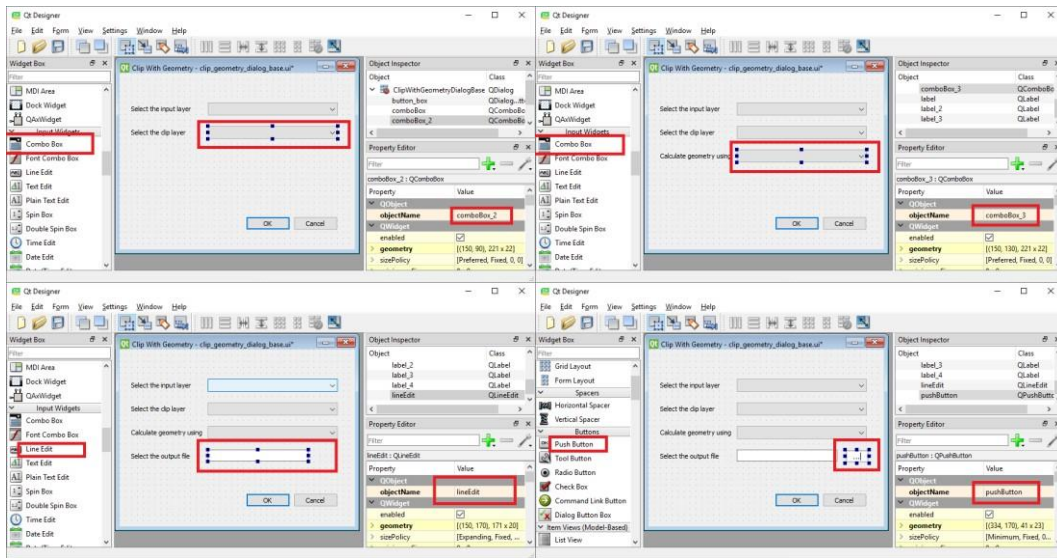 Qt Designer
File Edit Form View Settings Window Help
Widget Box
Filter
MDI Area
Dock Widget
QAxWidget
Input Widgets
Combo Box
Font Combo Box
Line Edit
Text Edit
Plain Text Edit
Spin Box
Double Spin Box
Time Edit
Date Edit
Clip With Geometry - clip_geometry_dialog_base.ui*
Select the input layer
Select the clip layer
OK Cancel
Object Inspector
Object Class
ClipWithGeometryDialogBase QDialog
button_box QDialog...
comboBox QComboBo
comboBox_2 QComboBo
Property Editor
Filter
comboBox_2 : QComboBox
Property Value
QObject
objectName comboBox_2
QWidget
enabled
geometry [(150, 90), 221 x 22]
sizePolicy [Preferred, Fixed, 0, 0]
Qt Designer
File Edit Form View Settings Window Help
Widget Box
Filter
MDI Area
Dock Widget
QAxWidget
Input Widgets
Combo Box
Font Combo Box
Line Edit
Text Edit
Plain Text Edit
Spin Box
Double Spin Box
Time Edit
Date Edit
Clip With Geometry - clip_geometry_dialog_base.ui*
Select the input layer
Select the clip layer
Calculate geometry using
OK Cancel
Object Inspector
Object Class
comboBox_3 QComboBo
label QLabel
label_2 QLabel
label_3 QLabel
Property Editor
Filter
comboBox_3 : QComboBox
Property Value
QObject
objectName comboBox_3
QWidget
enabled
geometry [(150, 130), 221 x 22]
sizePolicy [Preferred, Fixed, 0, 0]
Qt Designer
File Edit Form View Settings Window Help
Widget Box
Filter
MDI Area
Dock Widget
QAxWidget
Input Widgets
Combo Box
Font Combo Box
Line Edit
Text Edit
Plain Text Edit
Spin Box
Double Spin Box
Time Edit
Date Edit
Clip With Geometry - clip_geometry_dialog_base.ui*
Select the input layer
Select the clip layer
Calculate geometry using
Select the output file
OK Cancel
Object Inspector
Object Class
label_2 QLabel
label_3 QLabel
label_4 QLabel
lineEdit QLineEdit
Property Editor
Filter
lineEdit : QLineEdit
Property Value
QObject
objectName lineEdit
QWidget
enabled
geometry [(150, 170), 171 x 20]
sizePolicy [Expanding, Fixed, ...
Qt Designer
File Edit Form View Settings Window Help
Widget Box
Filter
Grid Layout
Form Layout
Spacers
Horizontal Spacer
Vertical Spacer
Buttons
Push Button
Tool Button
Radio Button
Check Box
Command Link Button
Dialog Button Box
Item Views (Model-Based)
List View
Clip With Geometry - clip_geometry_dialog_base.ui*
Select the input layer
Select the clip layer
Calculate geometry using
Select the output file
...
OK Cancel
Object Inspector
Object Class
label_3 QLabel
label_4 QLabel
lineEdit QLineEdit
pushButton QPushButt
Property Editor
Filter
pushButton : QPushButton
Property Value
QObject
objectName pushButton
QWidget
enabled
geometry [(334, 170), 41 x 23]
sizePolicy [Minimum, Fixed, 0...